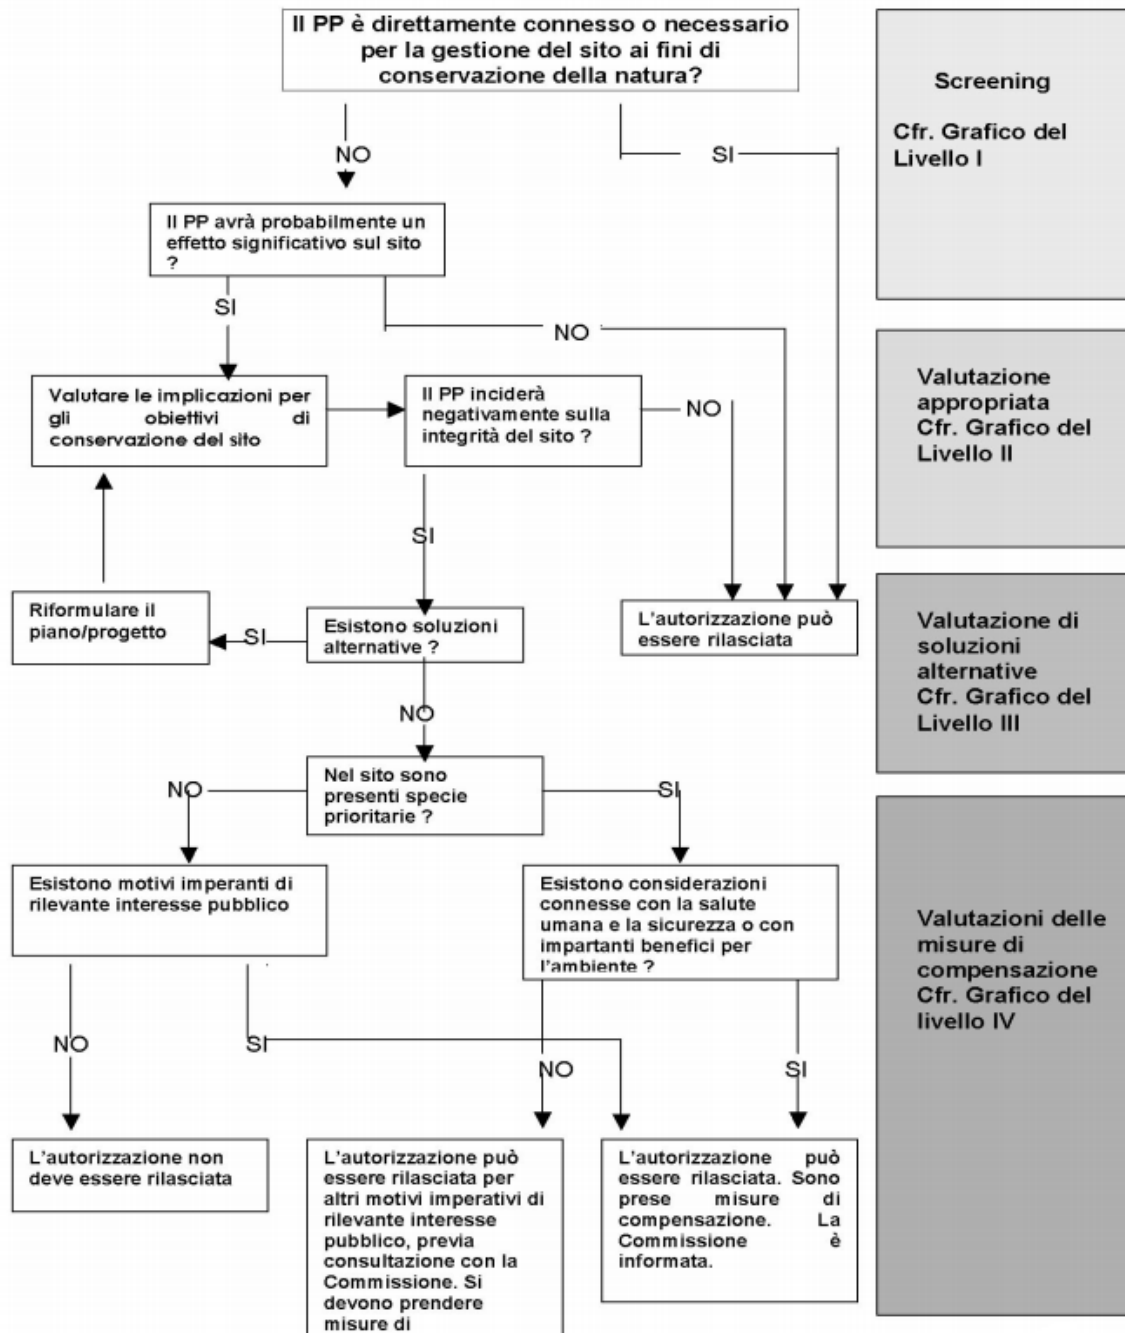 Il PP è direttamente connesso o necessario
per la gestione del sito ai fini di
conservazione della natura?
Screening
Cfr. Grafico del
Livello I
NO
SI
Il PP avrà probabilmente un
effetto significativo sul sito
?
SI
NO
Valutare le implicazioni per
gli obiettivi di
conservazione del sito
Il PP inciderà
negativamente sulla
integrità del sito ?
NO
Valutazione
appropriata
Cfr. Grafico del
Livello II
SI
Riformulare il
piano/progetto
SI
Esistono soluzioni
alternative ?
L'autorizzazione può
essere rilasciata
Valutazione di
soluzioni
alternative
Cfr. Grafico del
Livello III
NO
Nel sito sono
presenti specie
prioritarie ?
NO
SI
Esistono motivi imperanti di
rilevante interesse pubblico
Esistono considerazioni
connesse con la salute
umana e la sicurezza o con
impartanti benefici per
l'ambiente ?
Valutazioni delle
misure di
compensazione
Cfr. Grafico del
livello IV
NO
SI
NO
SI
L'autorizzazione non
deve essere rilasciata
L'autorizzazione può
essere rilasciata per
altri motivi imperativi di
rilevante interesse
pubblico, previa
consultazione con la
Commissione. Si
devono prendere
misure di
L'autorizzazione può
essere rilasciata. Sono
prese misure di
compensazione. La
Commissione è
informata.